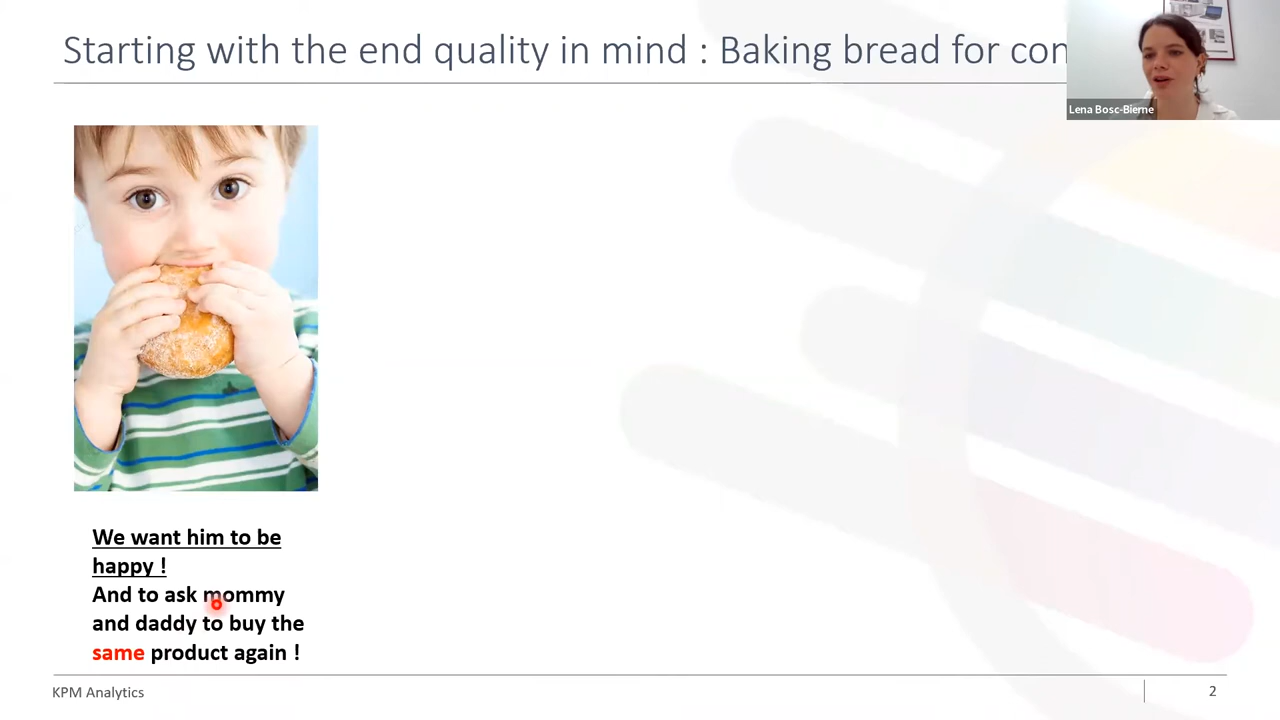 Starting with the end quality in mind : Baking bread for con
Lena Bosc-Bierne
We want him to be
happy !
And to ask mommy
and daddy to buy the
same product again !
KPM Analytics
2